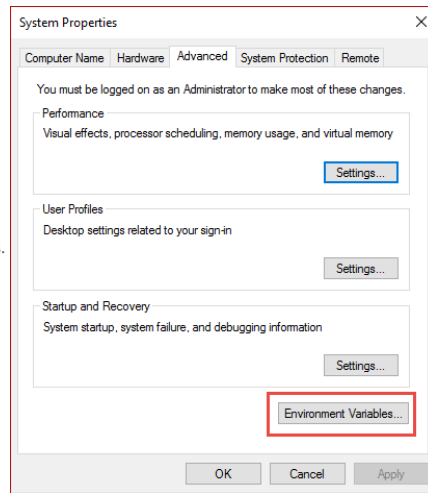 System Properties
Computer Name Hardware Advanced System Protection Remote
You must be logged on as an Administrator to make most of these changes.
Performance
Visual effects, processor scheduling, memory usage, and virtual memory
Settings...
User Profiles
Desktop settings related to your sign-in
Settings...
Startup and Recovery
System startup, system failure, and debugging information
Settings...
Environment Variables...
OK Cancel Apply